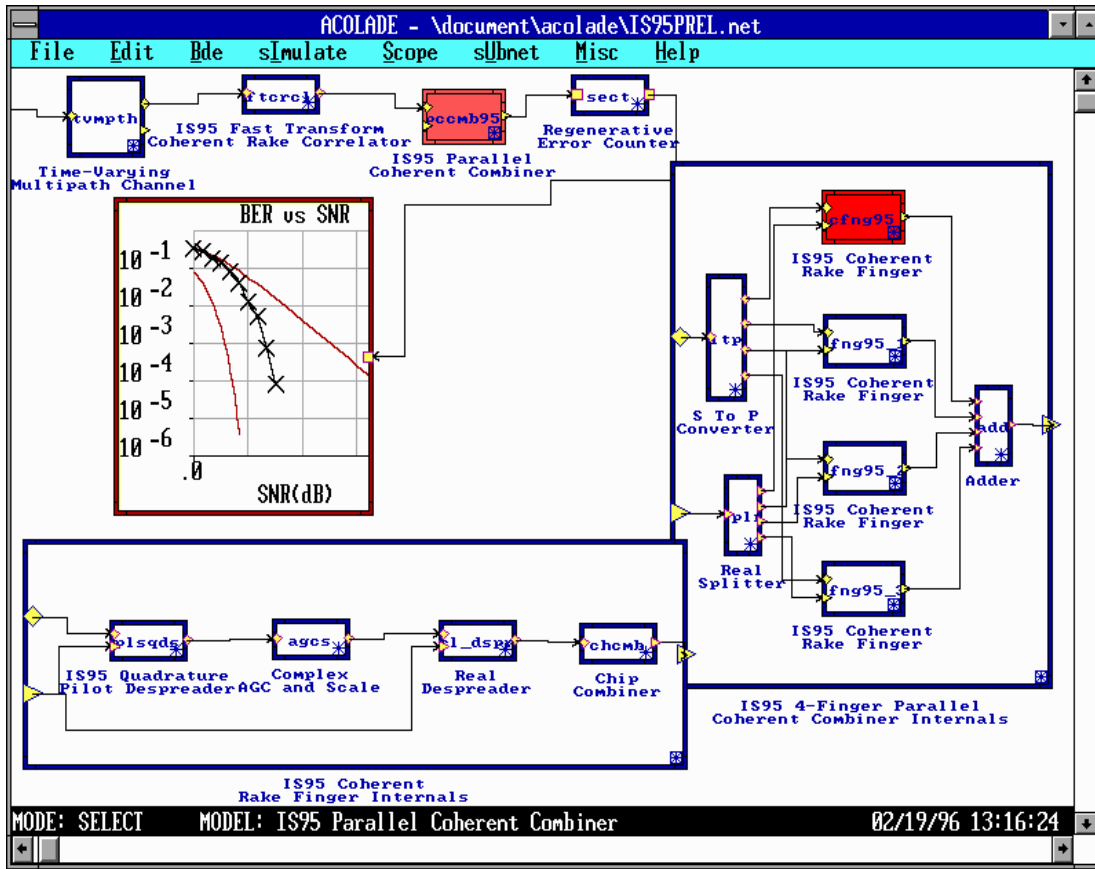 ACOLADE - \document\acolade\IS95PREL.net
File Edit Bde sImulate Scope sUbnet Misc Help
tvmpth
Time-Varying
Multipath Channel
ftcrcl
IS95 Fast Transform
Coherent Rake Correlator
pccmb95
IS95 Parallel
Coherent Combiner
sect
Regenerative
Error Counter
BER vs SNR
10 -1
10 -2
10 -3
10 -4
10 -5
10 -6
.0
SNR(dB)
cfng95
IS95 Coherent
Rake Finger
fng95_1
IS95 Coherent
Rake Finger
S To P
Converter
add
Adder
fng95_2
IS95 Coherent
Rake Finger
Real
Splitter
fng95_3
IS95 Coherent
Rake Finger
IS95 4-Finger Parallel
Coherent Combiner Internals
plsqds
IS95 Quadrature
Pilot Despreader
agcs
Complex
AGC and Scale
l_dspr
Real
Despreader
chcmb
Chip
Combiner
IS95 Coherent
Rake Finger Internals
MODE: SELECT MODEL: IS95 Parallel Coherent Combiner 02/19/96 13:16:24